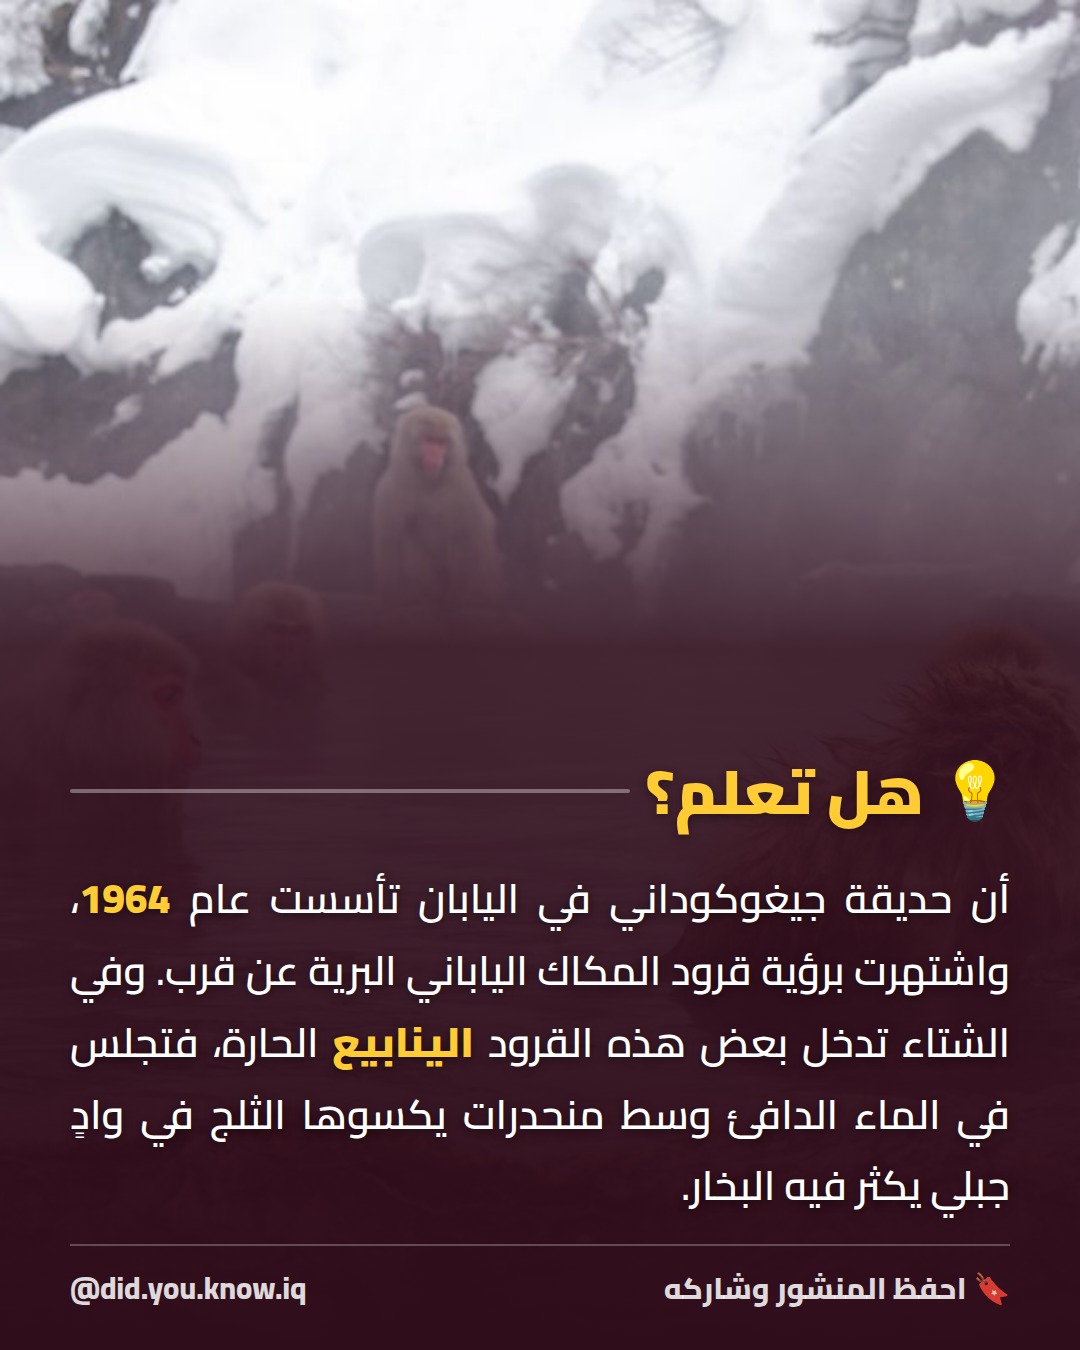 💡 هل تعلم؟
أن حديقة جيغوكوداني في اليابان تأسست عام 1964،
واشتهرت برؤية قرود المكاك الياباني البرية عن قرب. وفي
الشتاء تدخل بعض هذه القرود الينابيع الحارة، فتجلس
في الماء الدافئ وسط منحدرات يكسوها الثلج في وادٍ
جبلي يكثر فيه البخار.
🔖 احفظ المنشور وشاركه
@did.you.know.iq